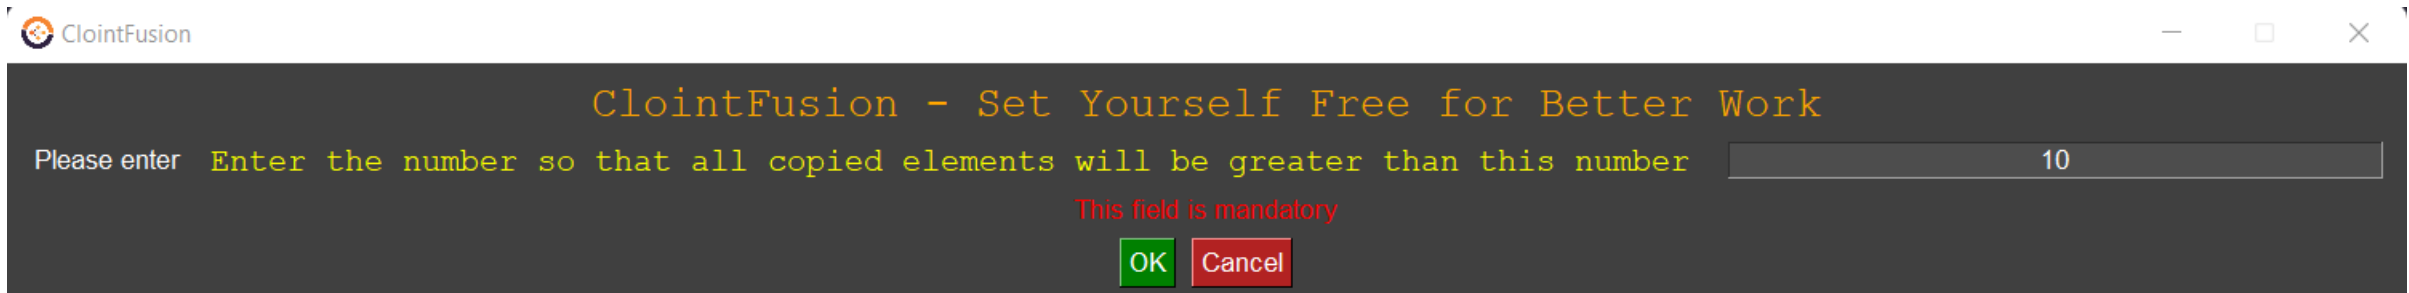 ClointFusion
ClointFusion - Set Yourself Free for Better Work
Please enter Enter the number so that all copied elements will be greater than this number 10
This field is mandatory
OK Cancel